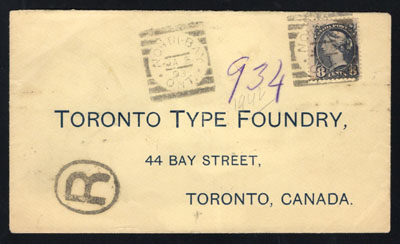 934
TORONTO TYPE FOUNDRY,
44 BAY STREET,
TORONTO, CANADA.
R